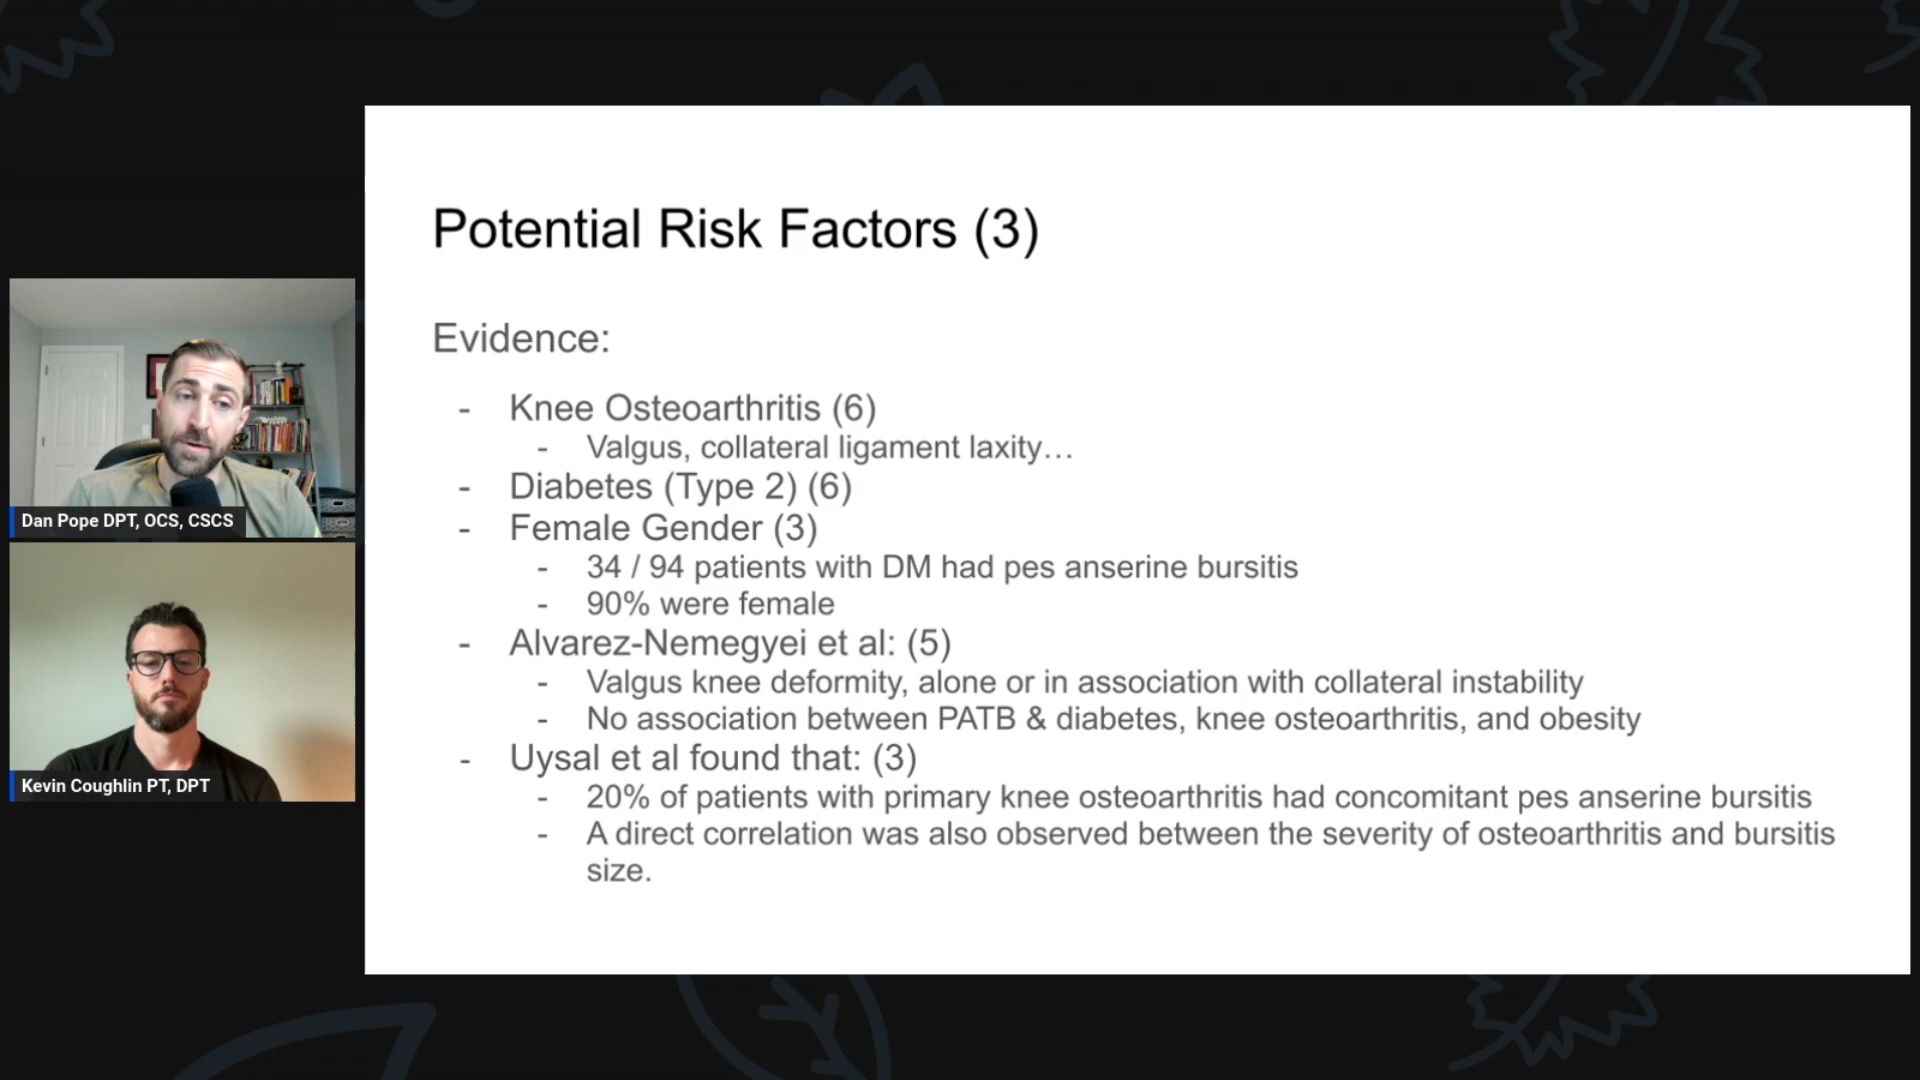 Potential Risk Factors (3)
Evidence:
- Knee Osteoarthritis (6)
- Valgus, collateral ligament laxity…
- Diabetes (Type 2) (6)
- Female Gender (3)
- 34 / 94 patients with DM had pes anserine bursitis
- 90% were female
- Alvarez-Nemegyei et al: (5)
- Valgus knee deformity, alone or in association with collateral instability
- No association between PATB & diabetes, knee osteoarthritis, and obesity
- Uysal et al found that: (3)
- 20% of patients with primary knee osteoarthritis had concomitant pes anserine bursitis
- A direct correlation was also observed between the severity of osteoarthritis and bursitis
size.
Dan Pope DPT, OCS, CSCS
Kevin Coughlin PT, DPT